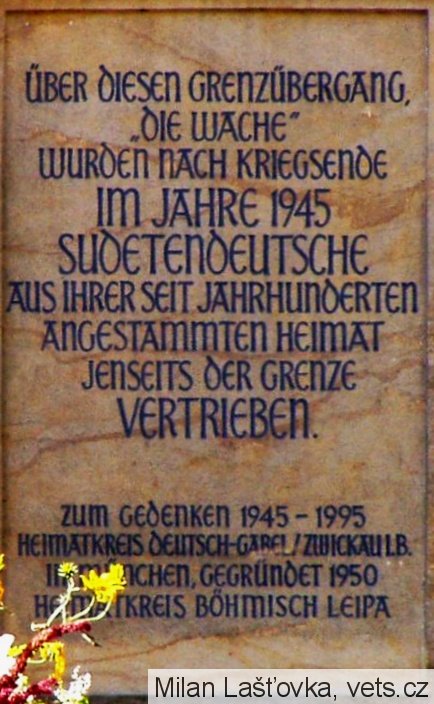 ÜBER DIESEN GRENZÜBERGANG,
„DIE WACHE“
WURDEN NACH KRIEGSENDE
IM JAHRE 1945
SUDETENDEUTSCHE
AUS IHRER SEIT JAHRHUNDERTEN
ANGESTAMMTEN HEIMAT
JENSEITS DER GRENZE
VERTRIEBEN.
ZUM GEDENKEN 1945 - 1995
HEIMATKREIS DEUTSCH-GABEL/ZWICKAU I.B.
IN MÜNCHEN, GEGRÜNDET 1950
HEIMATKREIS BÖHMISCH LEIPA
Milan Lašťovka, vets.cz